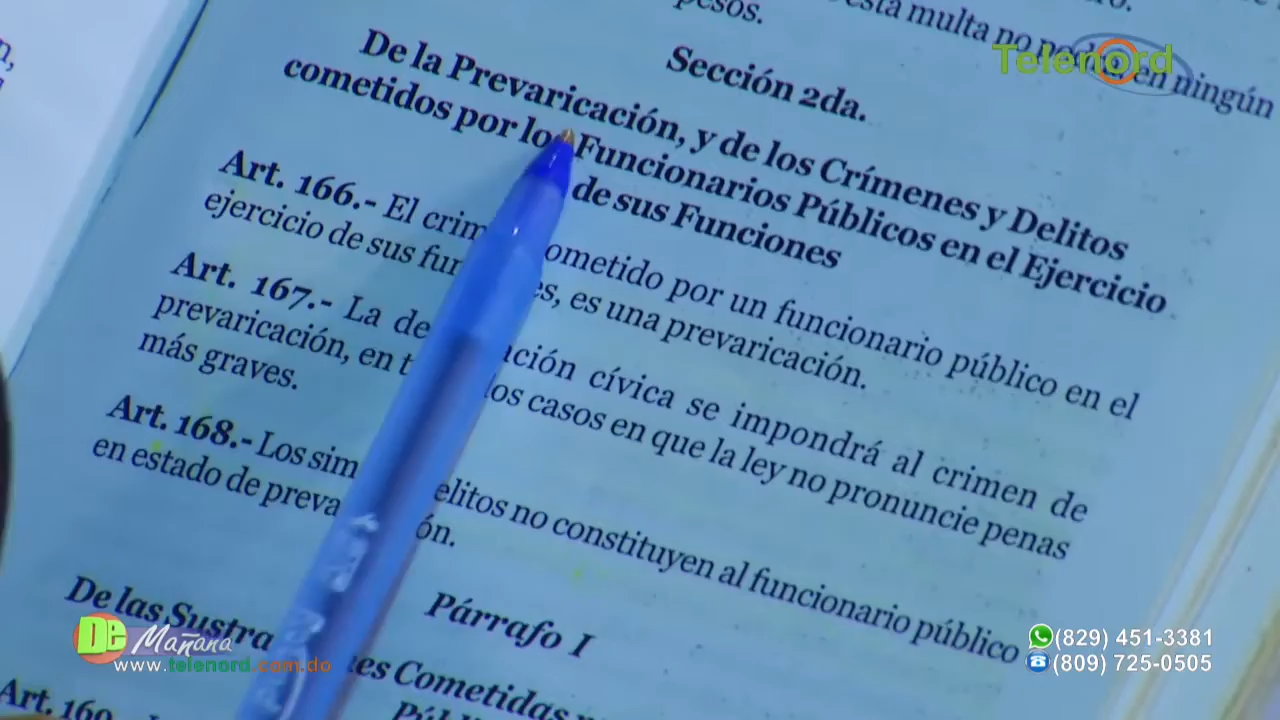 pesos.
esta multa no podrá, en ningún
Telenord
Sección 2da.
De la Prevaricación, y de los Crímenes y Delitos
cometidos por los Funcionarios Públicos en el Ejercicio
de sus Funciones
Art. 166.- El crim ometido por un funcionario público en el
ejercicio de sus fun es, es una prevaricación.
Art. 167.- La de ación cívica se impondrá al crimen de
prevaricación, en t los casos en que la ley no pronuncie penas
más graves.
Art. 168.- Los sim elitos no constituyen al funcionario público
en estado de preva ón.
Párrafo I
De las Sustra es Cometidas
Art. 169.-
De Mañana
www.telenord.com.do
(829) 451-3381
(809) 725-0505